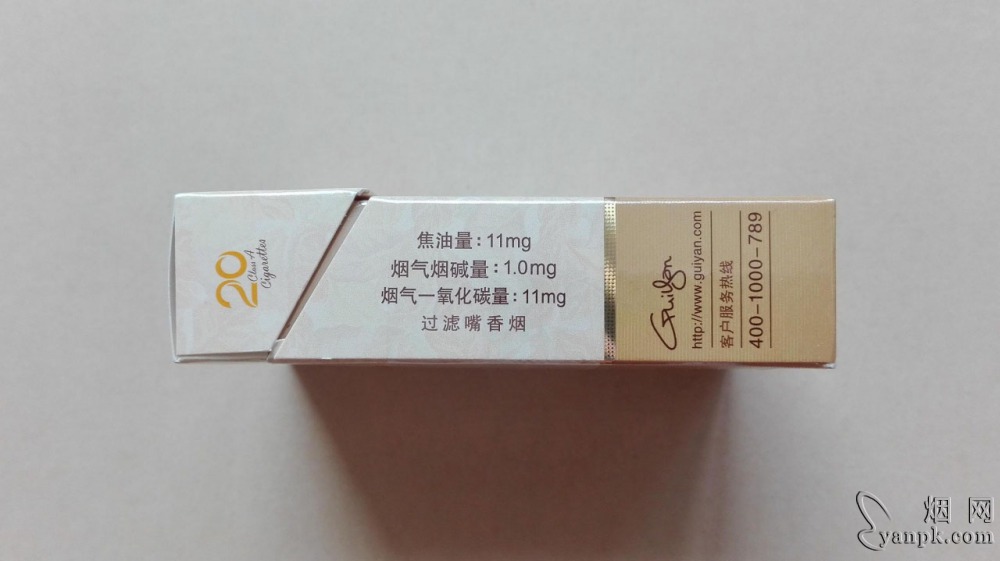 20
Class A
Cigarettes
焦油量：11mg
烟气烟碱量：1.0mg
烟气一氧化碳量：11mg
过滤嘴香烟
http://www.guiyan.com
客户服务热线
400-1000-789
烟网
yanpk.com